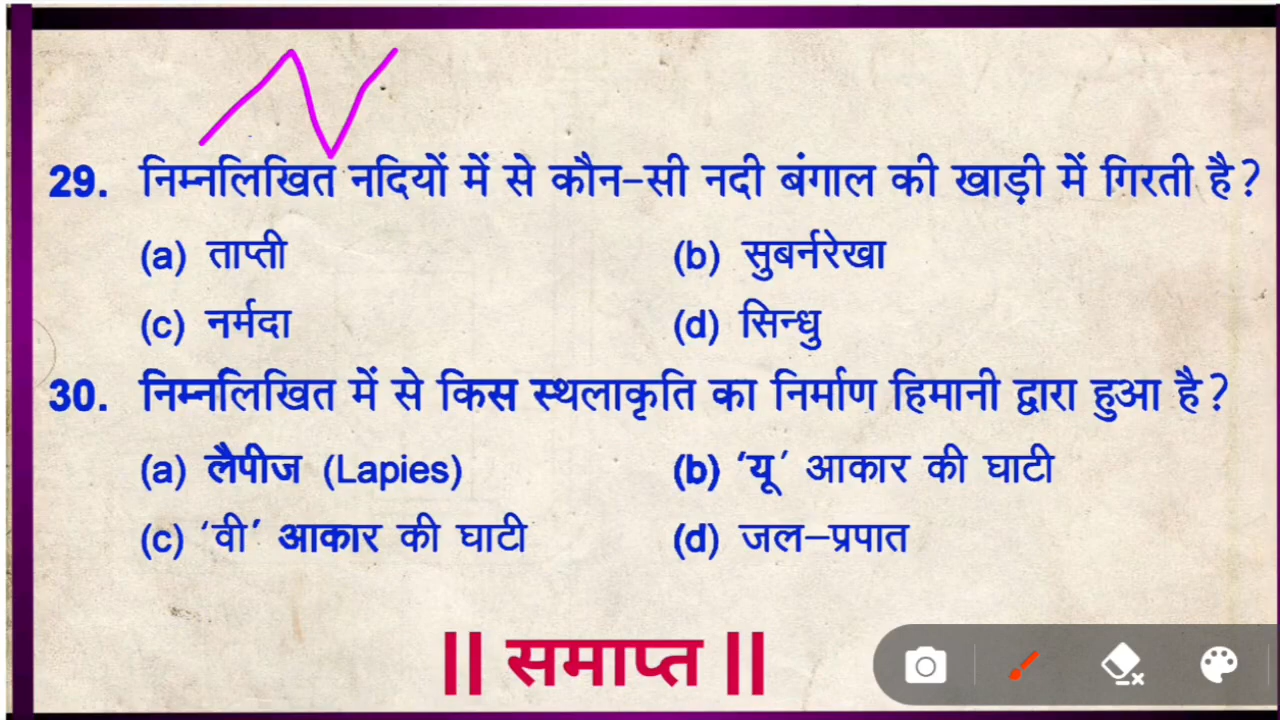 29. निम्नलिखित नदियों में से कौन-सी नदी बंगाल की खाड़ी में गिरती है?
(a) ताप्ती (b) सुबर्नरेखा
(c) नर्मदा (d) सिन्धु
30. निम्नलिखित में से किस स्थलाकृति का निर्माण हिमानी द्वारा हुआ है?
(a) लैपीज (Lapies) (b) 'यू' आकार की घाटी
(c) 'वी' आकार की घाटी (d) जल-प्रपात
|| समाप्त ||